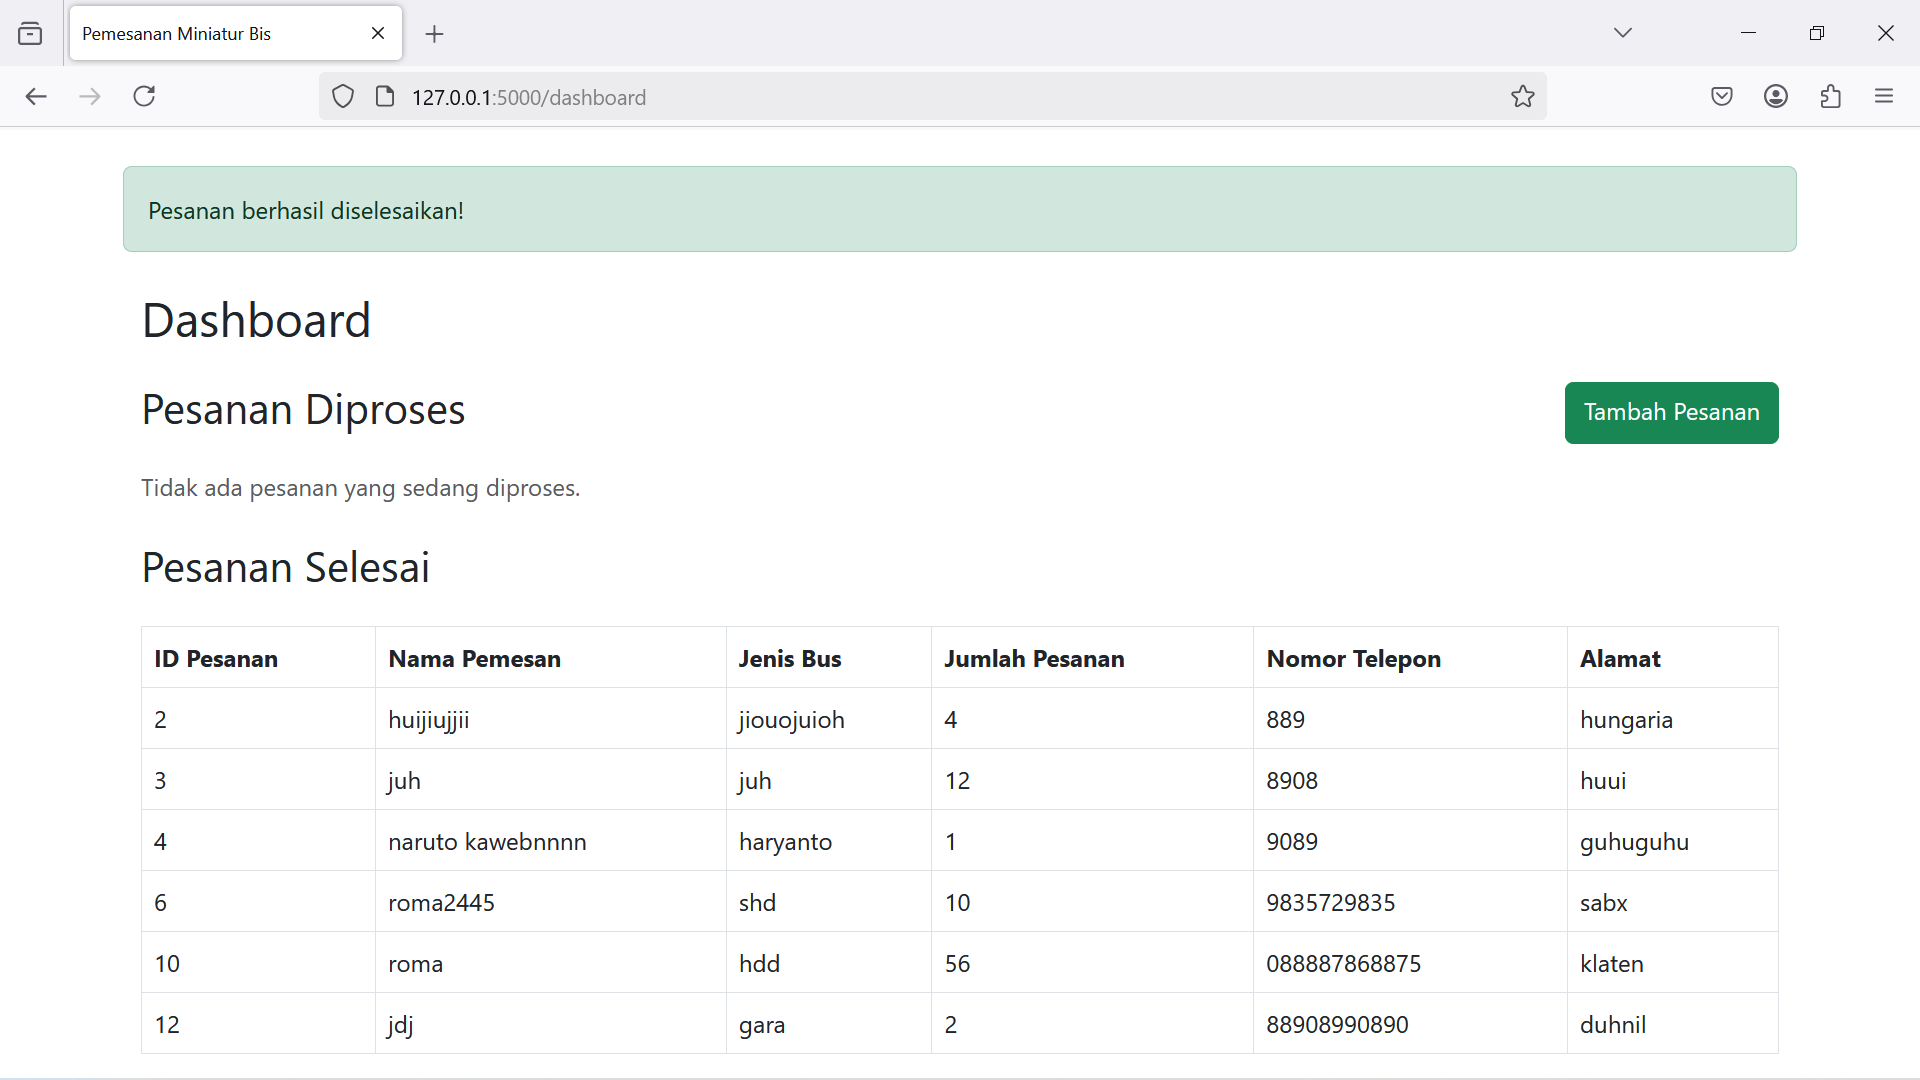 Pemesanan Miniatur Bis
127.0.0.1:5000/dashboard
Pesanan berhasil diselesaikan!
Dashboard
Pesanan Diproses
Tambah Pesanan
Tidak ada pesanan yang sedang diproses.
Pesanan Selesai
ID Pesanan Nama Pemesan Jenis Bus Jumlah Pesanan Nomor Telepon Alamat
2 huijiujjii jiouojuioh 4 889 hungaria
3 juh juh 12 8908 huui
4 naruto kawebnnnn haryanto 1 9089 guhuguhu
6 roma2445 shd 10 9835729835 sabx
10 roma hdd 56 088887868875 klaten
12 jdj gara 2 88908990890 duhnil